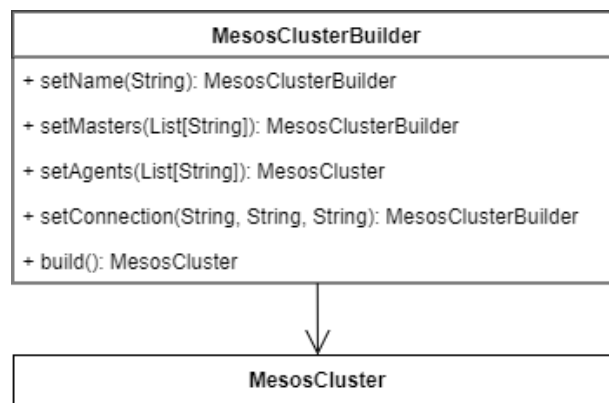 MesosClusterBuilder
+ setName(String): MesosClusterBuilder
+ setMasters(List[String]): MesosClusterBuilder
+ setAgents(List[String]): MesosCluster
+ setConnection(String, String, String): MesosClusterBuilder
+ build(): MesosCluster
MesosCluster